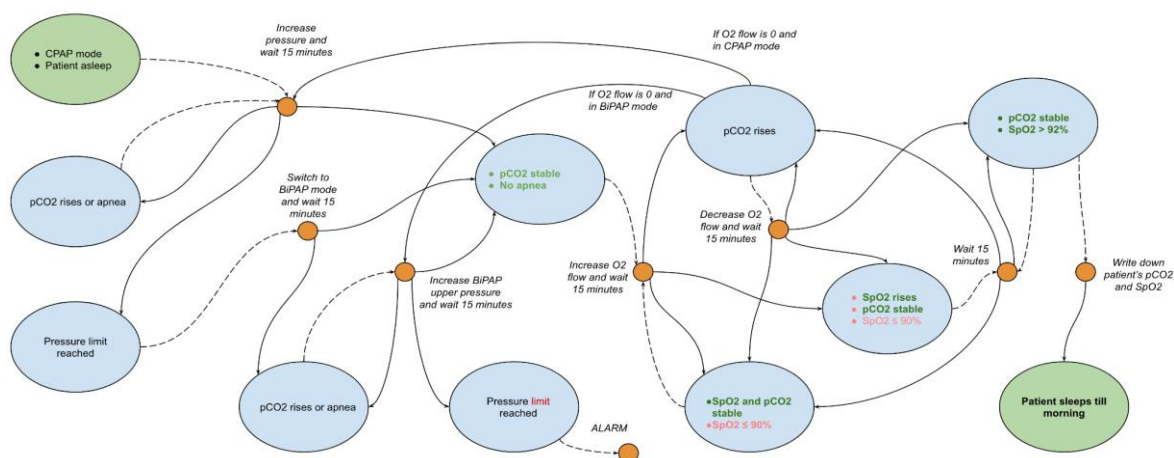 ● CPAP mode
● Patient asleep
Increase
pressure and
wait 15 minutes
If O2 flow is 0 and
in CPAP mode
If O2 flow is 0 and
in BiPAP mode
pCO2 rises
● pCO2 stable
● SpO2 > 92%
pCO2 rises or apnea
Switch to
BiPAP mode
and wait 15
minutes
● pCO2 stable
● No apnea
Decrease O2
flow and wait
15 minutes
Wait 15
minutes
Increase BiPAP
upper pressure
and wait 15 minutes
Increase O2
flow and wait
15 minutes
Write down
patient's pCO2
and SpO2
● SpO2 rises
● pCO2 stable
● SpO2 ≤ 90%
Pressure limit
reached
pCO2 rises or apnea
Pressure limit
reached
●SpO2 and pCO2
stable
●SpO2 ≤ 90%
Patient sleeps till
morning
ALARM